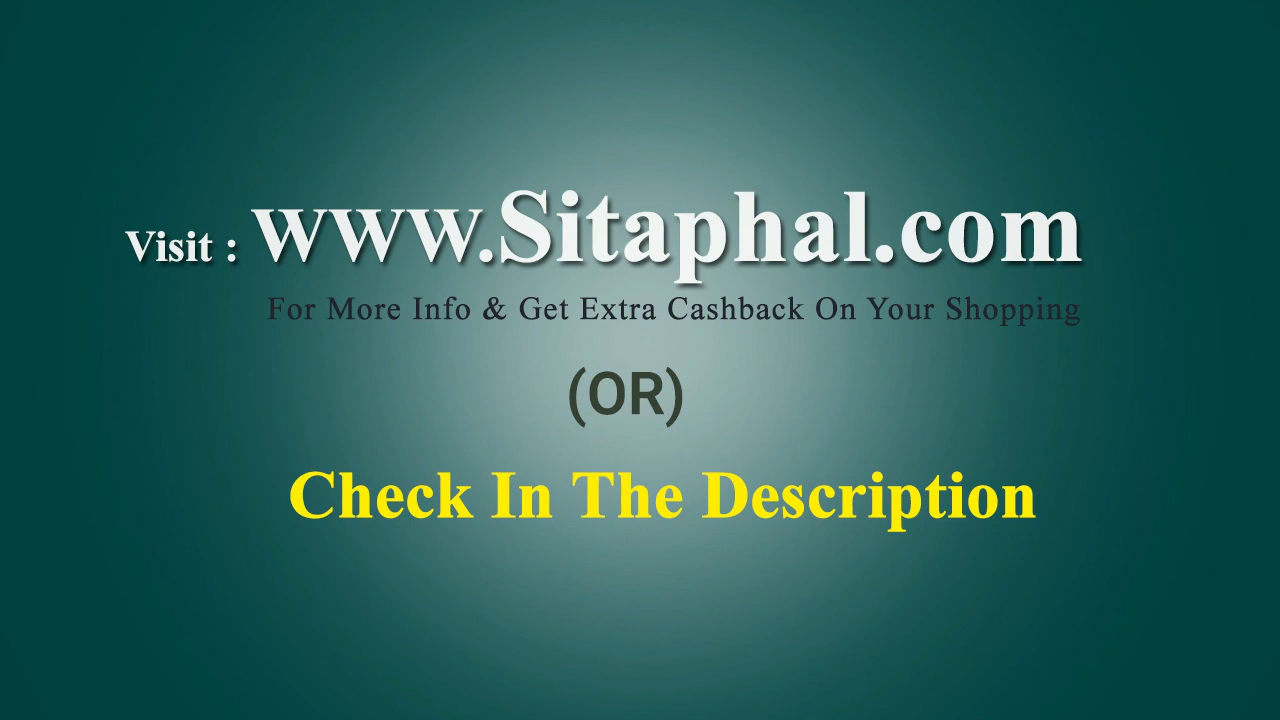 Visit : www.Sitaphal.com
For More Info & Get Extra Cashback On Your Shopping
(OR)
Check In The Description